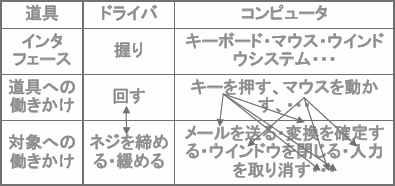 道具
ドライバ
コンピュータ
インタ
フェース
握り
キーボード・マウス・ウインド
ウシステム・・・
道具への
働きかけ
回す
キーを押す、マウスを動か
す、・・
対象への
働きかけ
ネジを締め
る・緩める
メールを送る・変換を確定す
る・ウインドウを閉じる・入力
を取り消す・・・